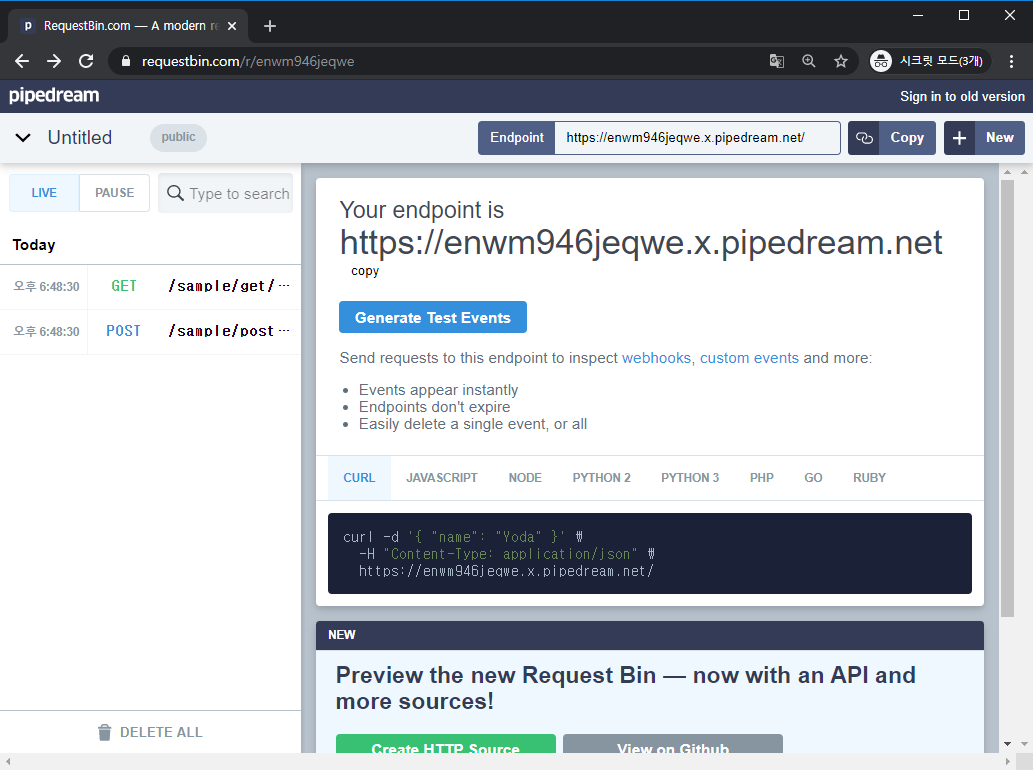 RequestBin.com — A modern re
requestbin.com/r/enwm946jeqwe
시크릿 모드(3개)
pipedream
Sign in to old version
Untitled
public
Endpoint
https://enwm946jeqwe.x.pipedream.net/
Copy
New
LIVE
PAUSE
Type to search
Today
오후 6:48:30 GET /sample/get/…
오후 6:48:30 POST /sample/post…
DELETE ALL
Your endpoint is
https://enwm946jeqwe.x.pipedream.net
copy
Generate Test Events
Send requests to this endpoint to inspect webhooks, custom events and more:
• Events appear instantly
• Endpoints don't expire
• Easily delete a single event, or all
CURL JAVASCRIPT NODE PYTHON 2 PYTHON 3 PHP GO RUBY
curl -d '{ "name": "Yoda" }' ₩
-H "Content-Type: application/json" ₩
https://enwm946jeqwe.x.pipedream.net/
NEW
Preview the new Request Bin — now with an API and
more sources!
Create HTTP Source
View on Github